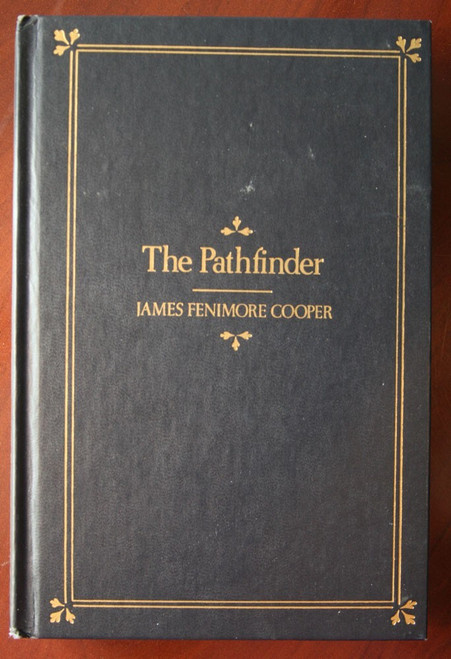 The Pathfinder
JAMES FENIMORE COOPER